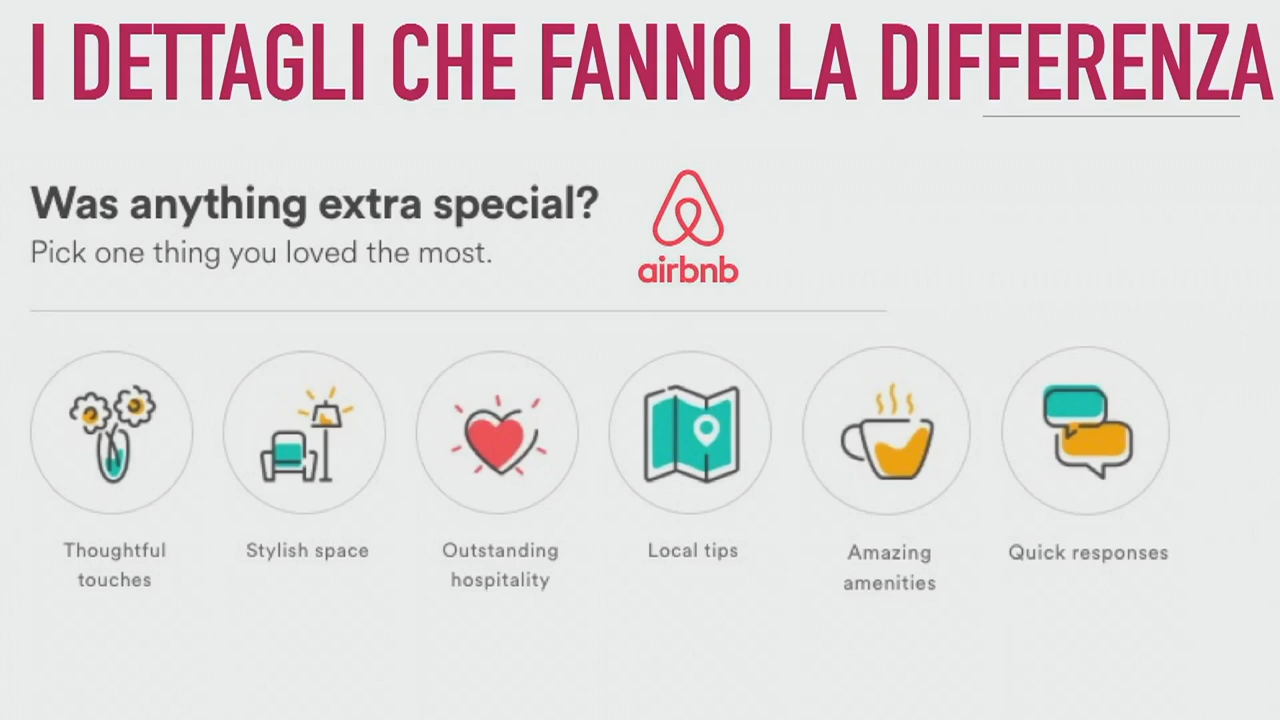 I DETTAGLI CHE FANNO LA DIFFERENZA
Was anything extra special?
Pick one thing you loved the most.
airbnb
Thoughtful
touches
Stylish space
Outstanding
hospitality
Local tips
Amazing
amenities
Quick responses